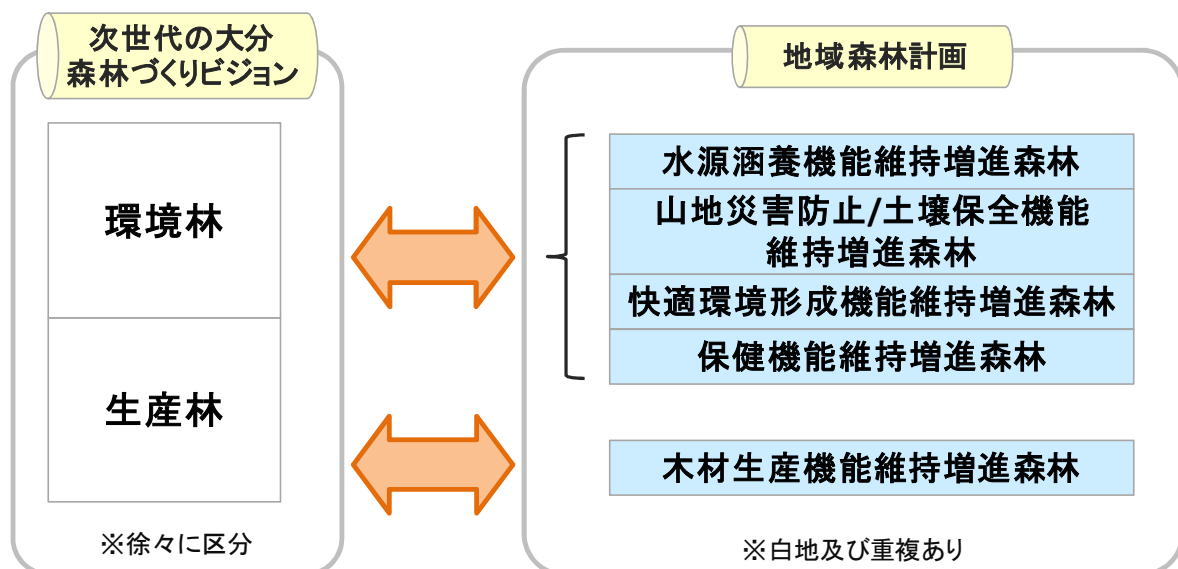 次世代の大分
森林づくりビジョン
環境林
生産林
※徐々に区分
地域森林計画
水源涵養機能維持増進森林
山地災害防止/土壌保全機能
維持増進森林
快適環境形成機能維持増進森林
保健機能維持増進森林
木材生産機能維持増進森林
※白地及び重複あり